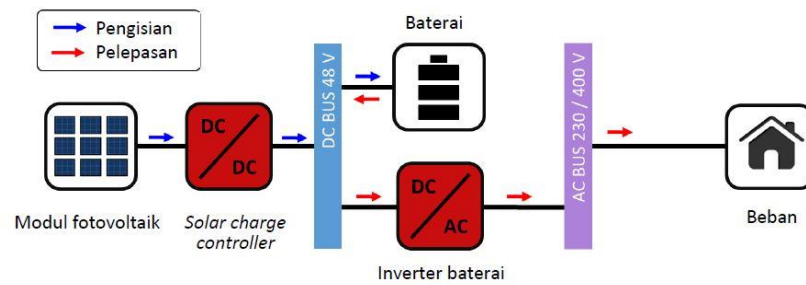 Pengisian
Pelepasan
Baterai
DC BUS 48 V
AC BUS 230 / 400 V
DC
DC
DC
AC
Modul fotovoltaik
Solar charge
controller
Inverter baterai
Beban